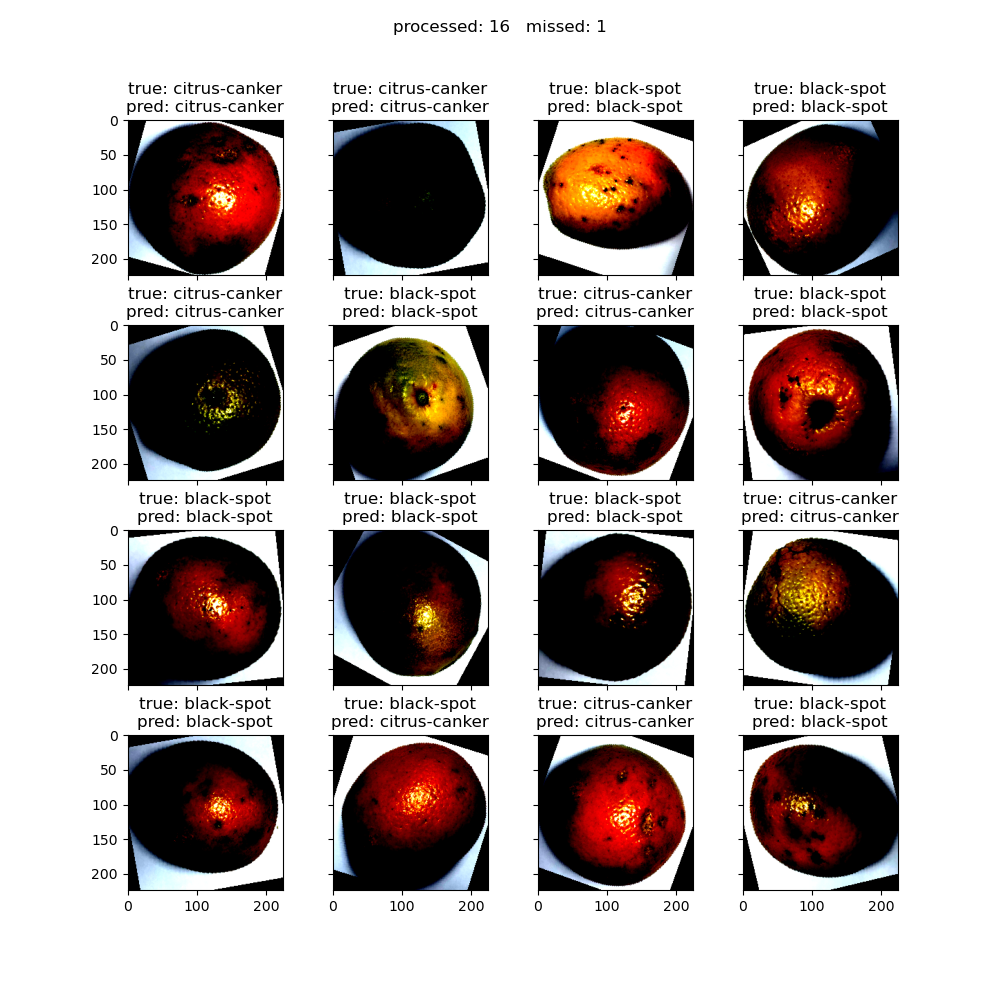 processed: 16   missed: 1
true: citrus-canker
pred: citrus-canker
true: citrus-canker
pred: citrus-canker
true: black-spot
pred: black-spot
true: black-spot
pred: black-spot
0
50
100
150
200
true: citrus-canker
pred: citrus-canker
true: black-spot
pred: black-spot
true: citrus-canker
pred: citrus-canker
true: black-spot
pred: black-spot
0
50
100
150
200
true: black-spot
pred: black-spot
true: black-spot
pred: black-spot
true: black-spot
pred: black-spot
true: citrus-canker
pred: citrus-canker
0
50
100
150
200
true: black-spot
pred: black-spot
true: black-spot
pred: citrus-canker
true: citrus-canker
pred: citrus-canker
true: black-spot
pred: black-spot
0
50
100
150
200
0 100 200
0 100 200
0 100 200
0 100 200